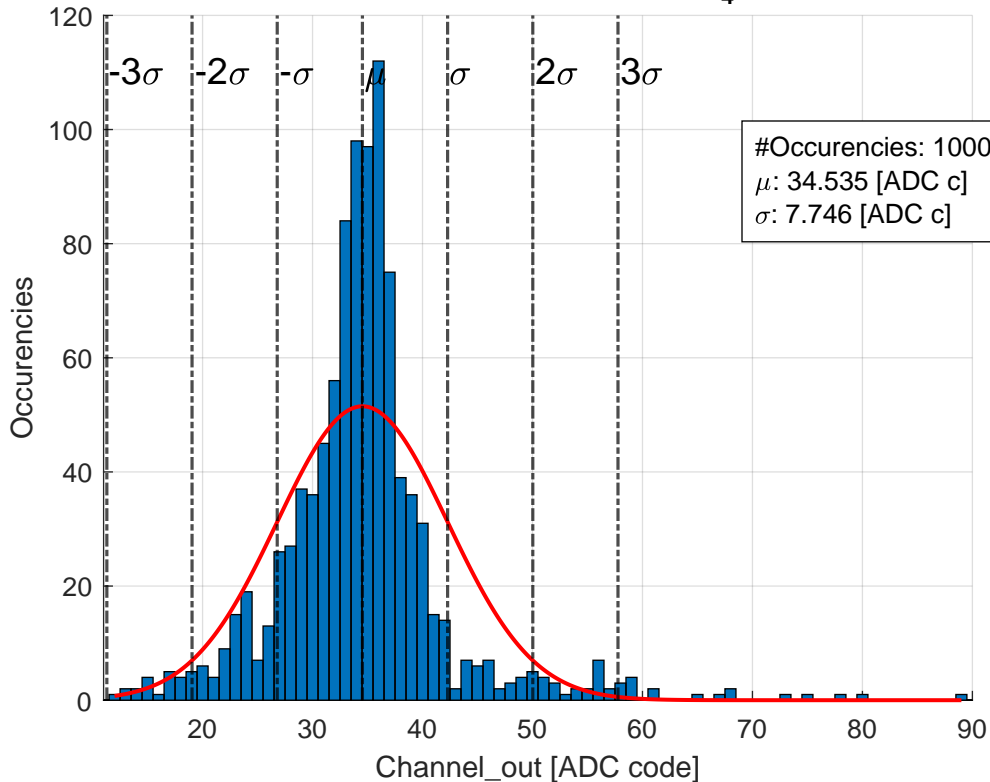 4
120
100
80
60
40
20
0
-3σ -2σ -σ μ σ 2σ 3σ
#Occurencies: 1000
μ: 34.535 [ADC c]
σ: 7.746 [ADC c]
Occurencies
20 30 40 50 60 70 80 90
Channel_out [ADC code]